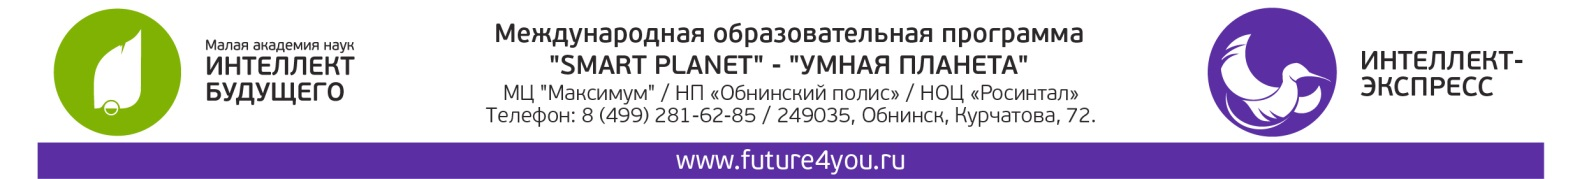 Малая академия наук
ИНТЕЛЛЕКТ
БУДУЩЕГО
Международная образовательная программа
"SMART PLANET" - "УМНАЯ ПЛАНЕТА"
МЦ "Максимум" / НП «Обнинский полис» / НОЦ «Росинтал»
Телефон: 8 (499) 281-62-85 / 249035, Обнинск, Курчатова, 72.
ИНТЕЛЛЕКТ-
ЭКСПРЕСС
www.future4you.ru